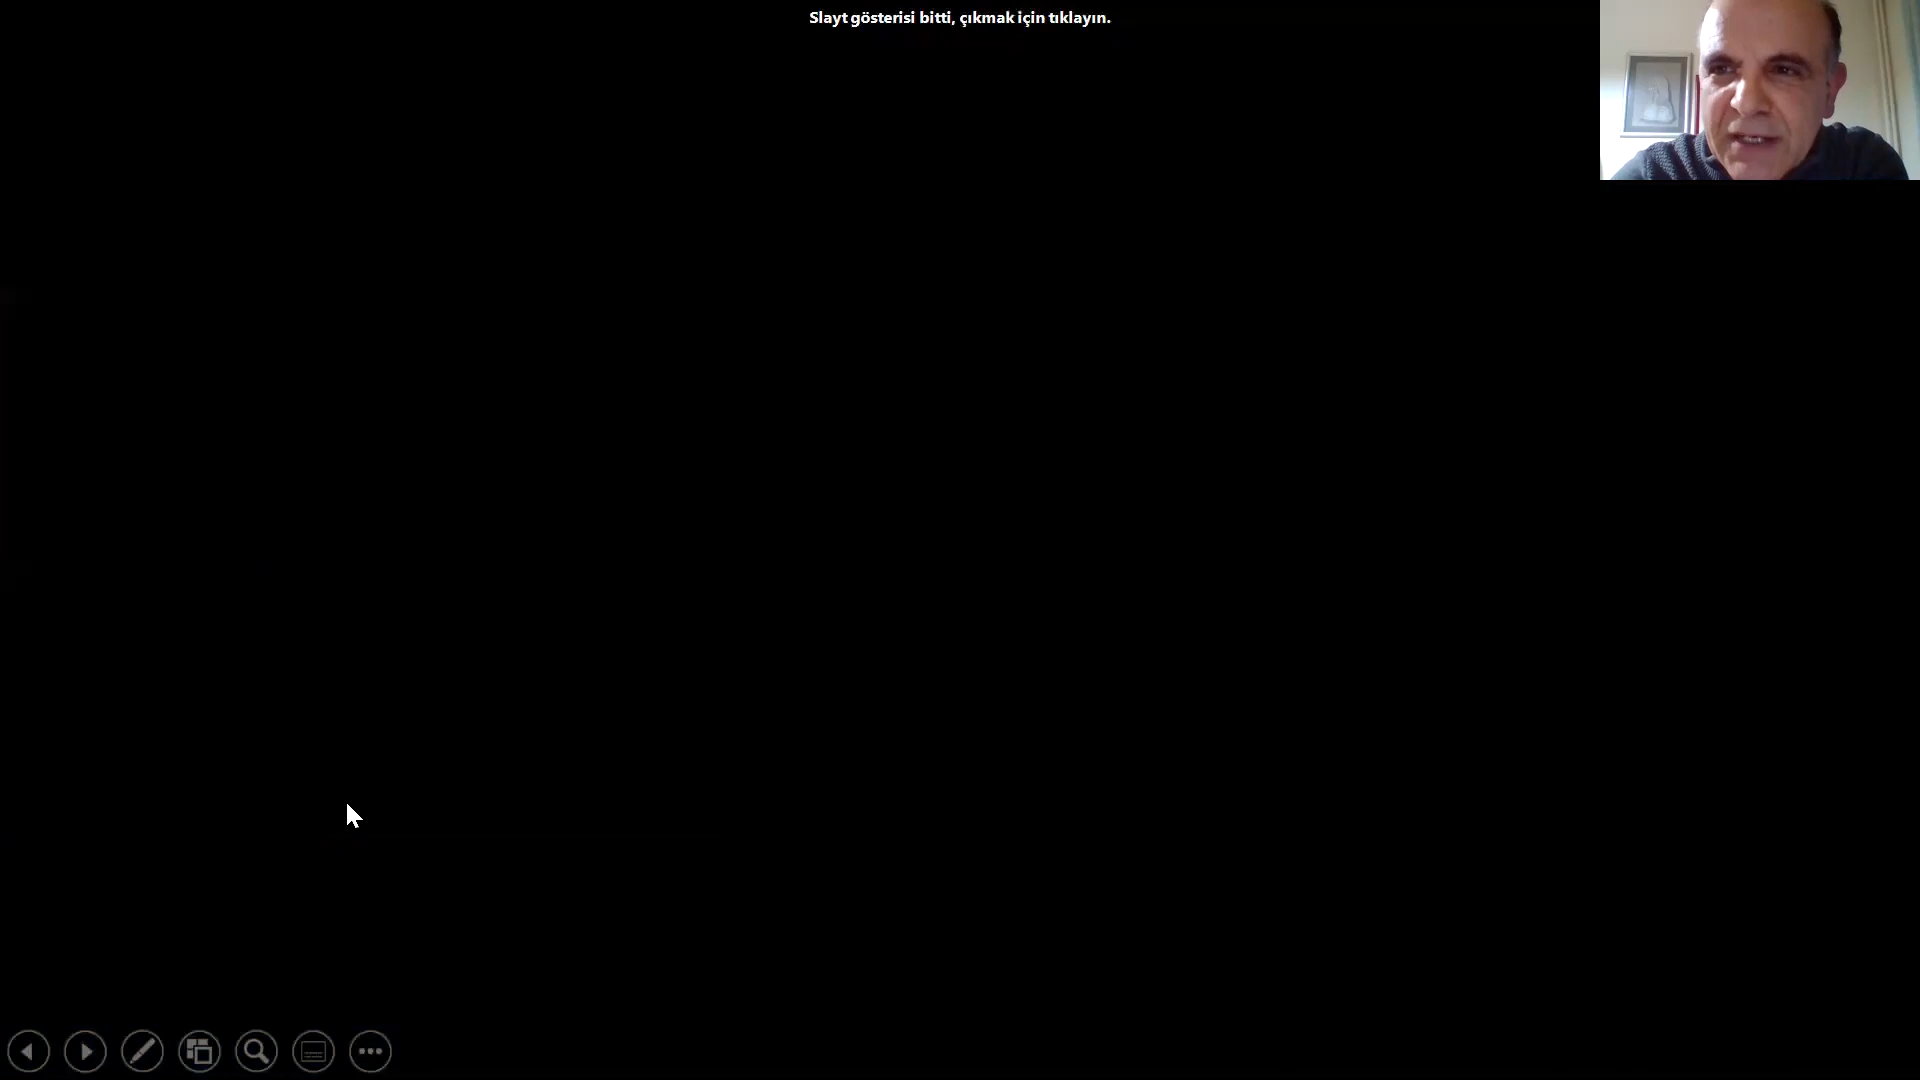 Slayt gösterisi bitti, çıkmak için tıklayın.